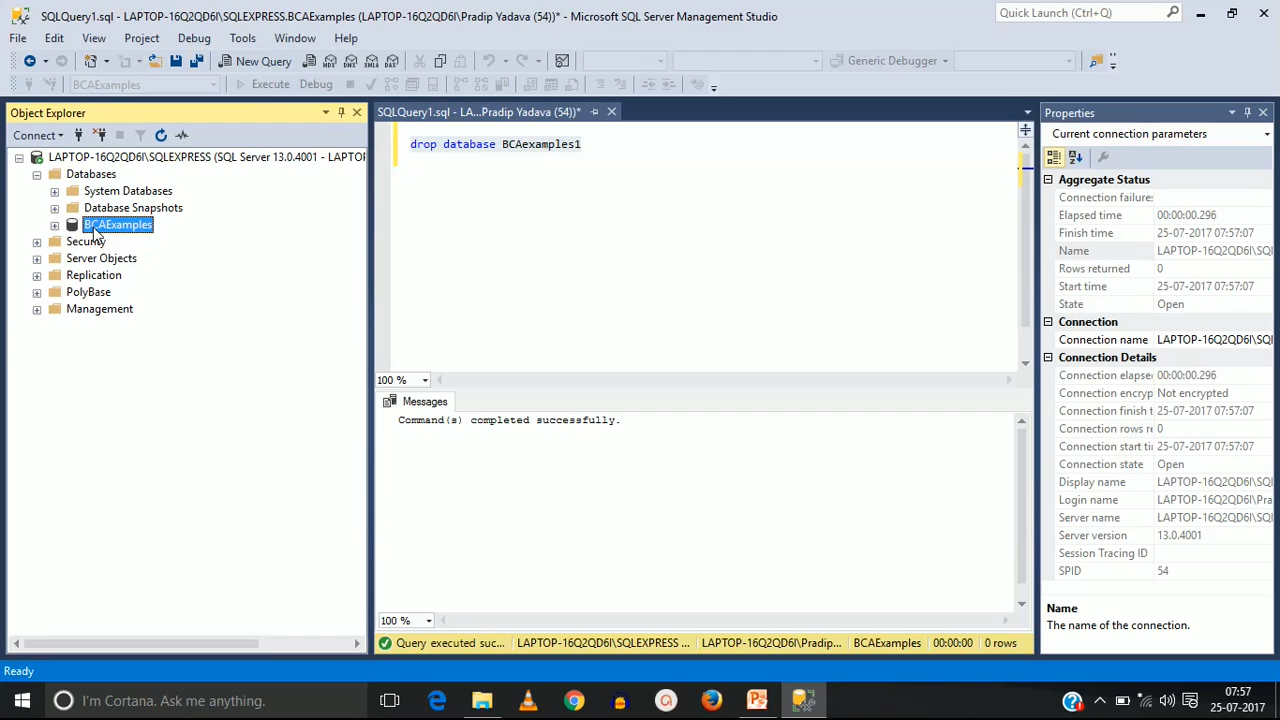 SQLQuery1.sql - LAPTOP-16Q2QD6I\SQLEXPRESS.BCAExamples (LAPTOP-16Q2QD6I\Pradip Yadava (54))* - Microsoft SQL Server Management Studio
Quick Launch (Ctrl+Q)
File Edit View Project Debug Tools Window Help
New Query
Generic Debugger
BCAExamples
Execute Debug
Object Explorer
Connect
LAPTOP-16Q2QD6I\SQLEXPRESS (SQL Server 13.0.4001 - LAPTOP
Databases
System Databases
Database Snapshots
BCAExamples
Security
Server Objects
Replication
PolyBase
Management
SQLQuery1.sql - LA...Pradip Yadava (54))*
drop database BCAexamples1
100 %
Messages
Command(s) completed successfully.
100 %
Query executed suc... LAPTOP-16Q2QD6I\SQLEXPRESS ... LAPTOP-16Q2QD6I\Pradip... BCAExamples 00:00:00 0 rows
Properties
Current connection parameters
Aggregate Status
Connection failures
Elapsed time 00:00:00.296
Finish time 25-07-2017 07:57:07
Name LAPTOP-16Q2QD6I\SQ
Rows returned 0
Start time 25-07-2017 07:57:07
State Open
Connection
Connection name LAPTOP-16Q2QD6I\SQ
Connection Details
Connection elapse 00:00:00.296
Connection encryp Not encrypted
Connection finish t 25-07-2017 07:57:07
Connection rows re 0
Connection start ti 25-07-2017 07:57:07
Connection state Open
Display name LAPTOP-16Q2QD6I\SQ
Login name LAPTOP-16Q2QD6I\Pra
Server name LAPTOP-16Q2QD6I\SQ
Server version 13.0.4001
Session Tracing ID
SPID 54
Name
The name of the connection.
Ready
I'm Cortana. Ask me anything.
07:57
25-07-2017